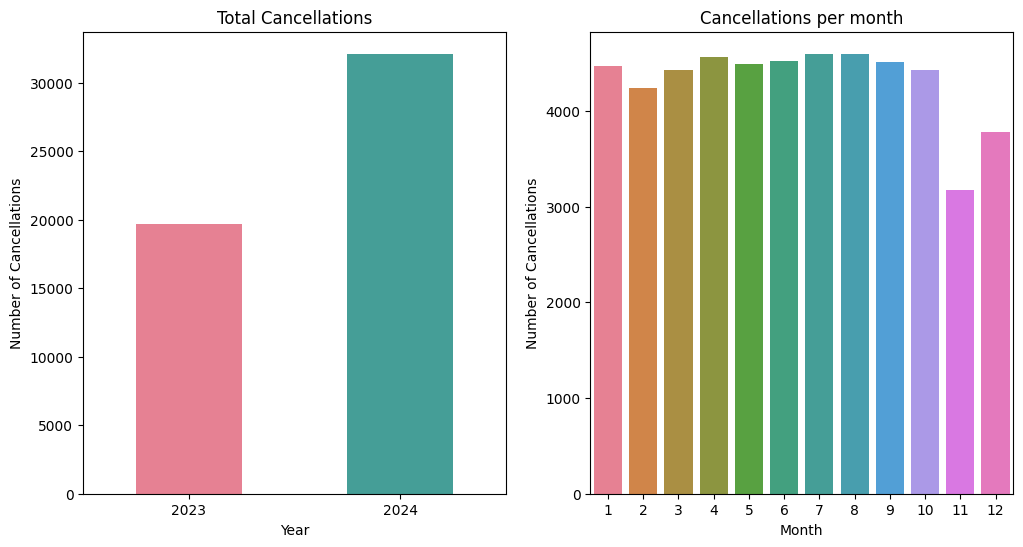 Total Cancellations
Number of Cancellations
30000
25000
20000
15000
10000
5000
0
2023 2024
Year
Cancellations per month
Number of Cancellations
4000
3000
2000
1000
0
1 2 3 4 5 6 7 8 9 10 11 12
Month